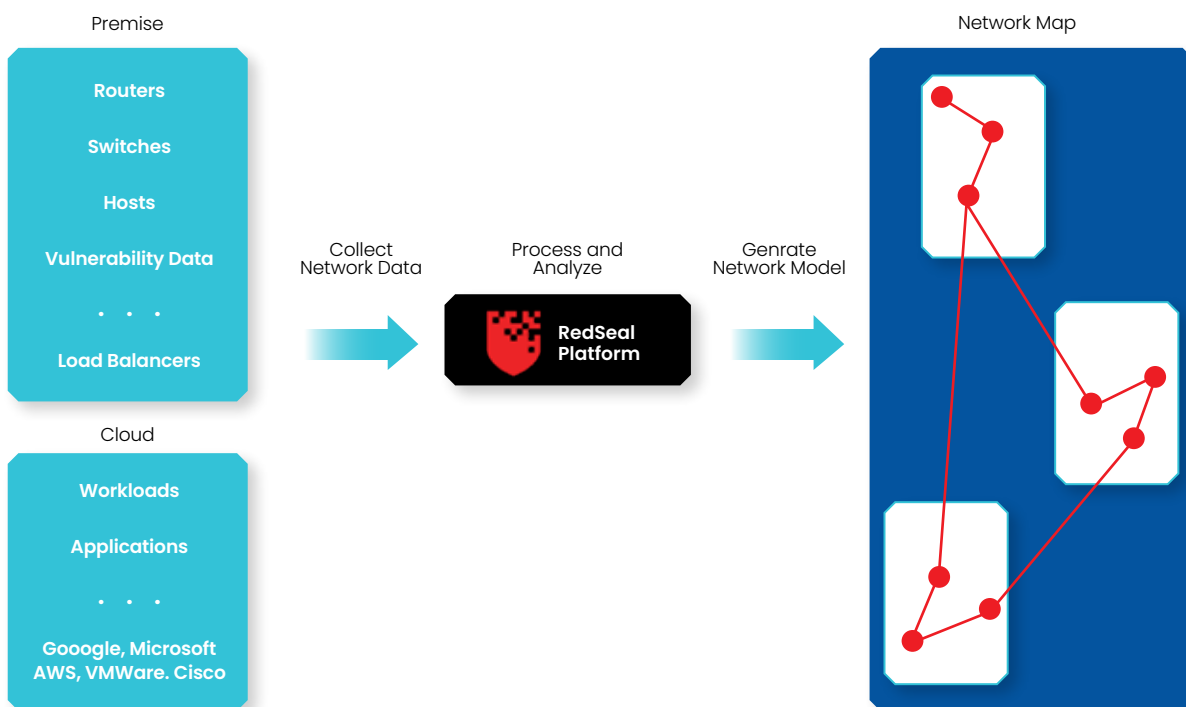 Premise
Routers
Switches
Hosts
Vulnerability Data
. . .
Load Balancers
Cloud
Workloads
Applications
. . .
Gooogle, Microsoft
AWS, VMWare. Cisco
Collect
Network Data
Process and
Analyze
RedSeal
Platform
Genrate
Network Model
Network Map